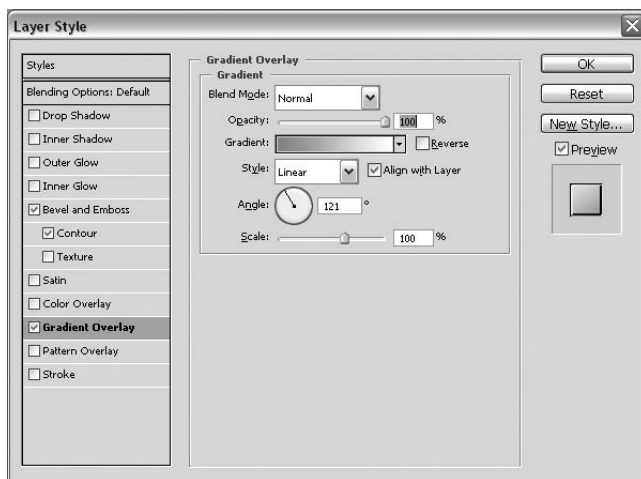 Layer Style
Styles
Blending Options: Default
Drop Shadow
Inner Shadow
Outer Glow
Inner Glow
Bevel and Emboss
Contour
Texture
Satin
Color Overlay
Gradient Overlay
Pattern Overlay
Stroke
Gradient Overlay
Gradient
Blend Mode: Normal
Opacity: 100 %
Gradient: Reverse
Style: Linear Align with Layer
Angle: 121 °
Scale: 100 %
OK
Reset
New Style...
Preview